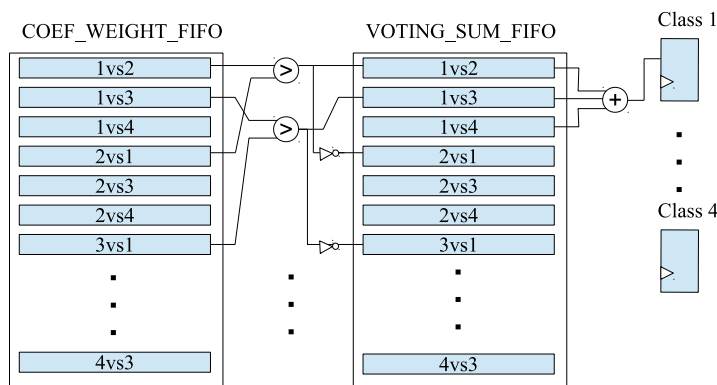 COEF_WEIGHT_FIFO
1vs2
1vs3
1vs4
2vs1
2vs3
2vs4
3vs1
4vs3
>
>
VOTING_SUM_FIFO
1vs2
1vs3
1vs4
2vs1
2vs3
2vs4
3vs1
4vs3
+
Class 1
Class 4